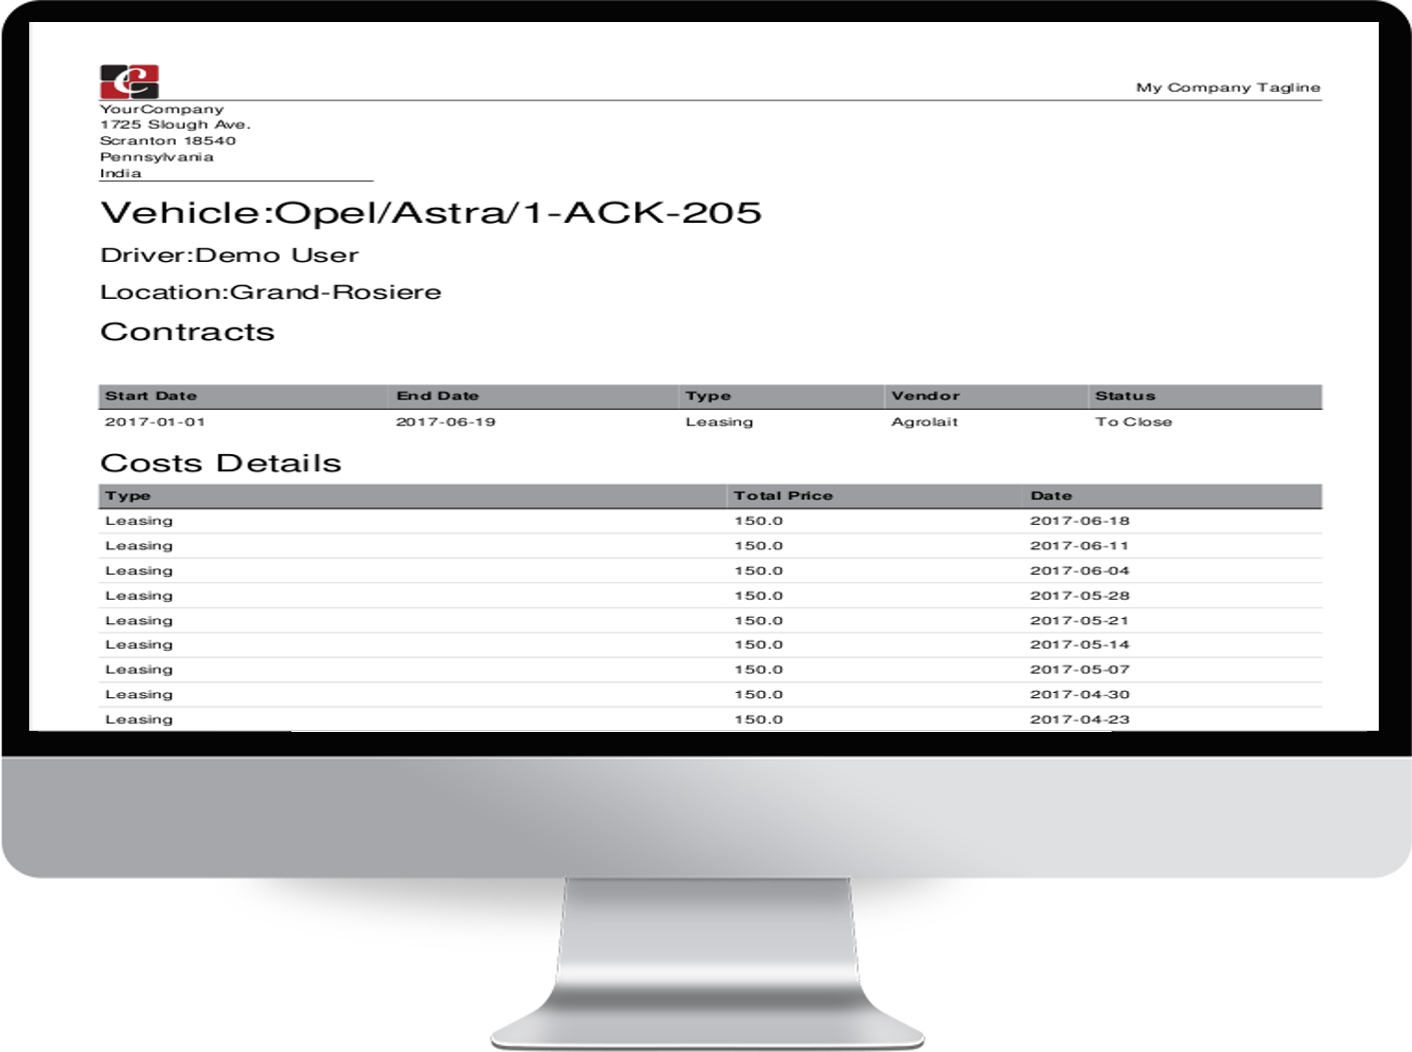 e
My Company Tagline
YourCompany
1725 Slough Ave.
Scranton 18540
Pennsylvania
India
Vehicle:Opel/Astra/1-ACK-205
Driver:Demo User
Location:Grand-Rosiere
Contracts
Start Date End Date Type Vendor Status
2017-01-01 2017-06-19 Leasing Agrolait To Close
Costs Details
Type Total Price Date
Leasing 150.0 2017-06-18
Leasing 150.0 2017-06-11
Leasing 150.0 2017-06-04
Leasing 150.0 2017-05-28
Leasing 150.0 2017-05-21
Leasing 150.0 2017-05-14
Leasing 150.0 2017-05-07
Leasing 150.0 2017-04-30
Leasing 150.0 2017-04-23